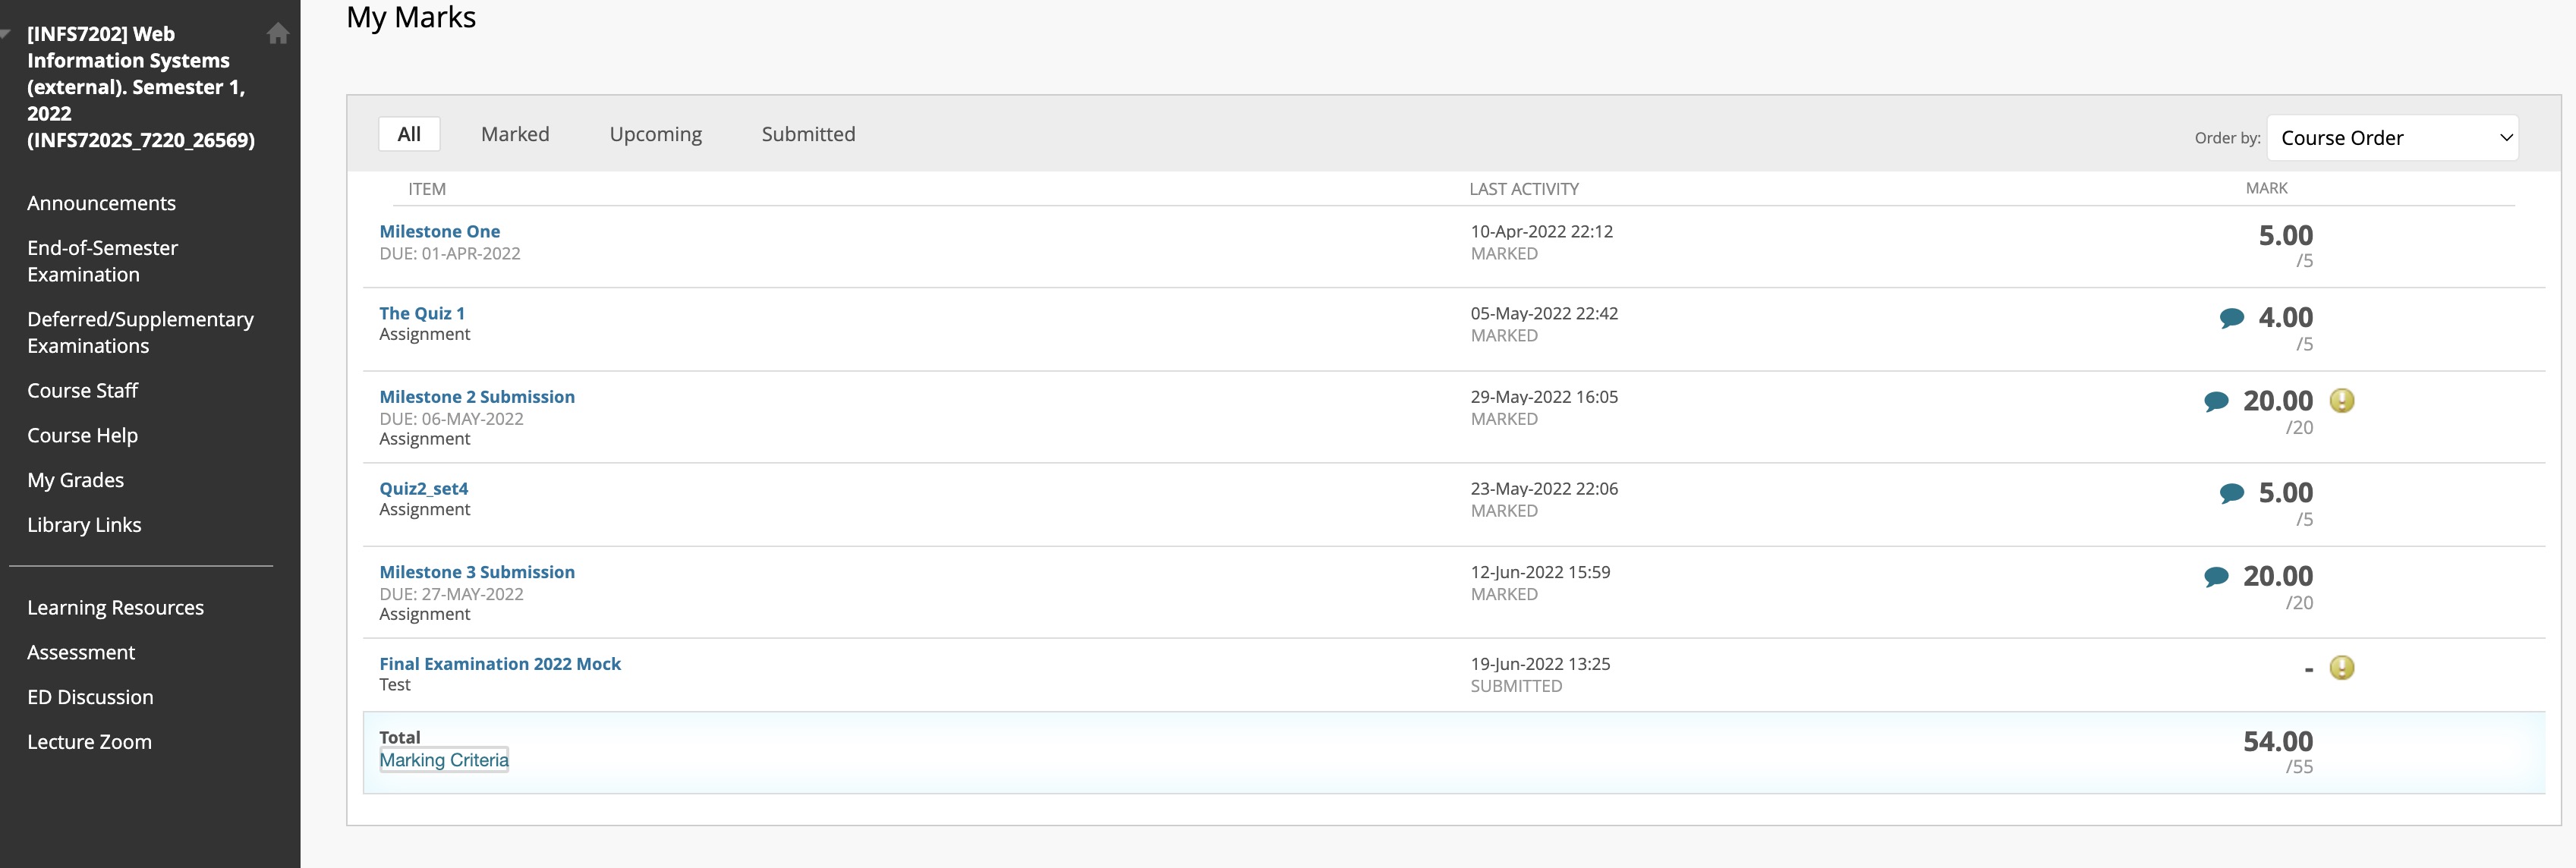 [INFS7202] Web
Information Systems
(external). Semester 1,
2022
(INFS7202S_7220_26569)
Announcements
End-of-Semester
Examination
Deferred/Supplementary
Examinations
Course Staff
Course Help
My Grades
Library Links
Learning Resources
Assessment
ED Discussion
Lecture Zoom
My Marks
All Marked Upcoming Submitted Order by: Course Order
ITEM LAST ACTIVITY MARK
Milestone One 10-Apr-2022 22:12 5.00
DUE: 01-APR-2022 MARKED /5
The Quiz 1 05-May-2022 22:42 4.00
Assignment MARKED /5
Milestone 2 Submission 29-May-2022 16:05 20.00
DUE: 06-MAY-2022 MARKED /20
Assignment
Quiz2_set4 23-May-2022 22:06 5.00
Assignment MARKED /5
Milestone 3 Submission 12-Jun-2022 15:59 20.00
DUE: 27-MAY-2022 MARKED /20
Assignment
Final Examination 2022 Mock 19-Jun-2022 13:25 -
Test SUBMITTED
Total 54.00
Marking Criteria /55